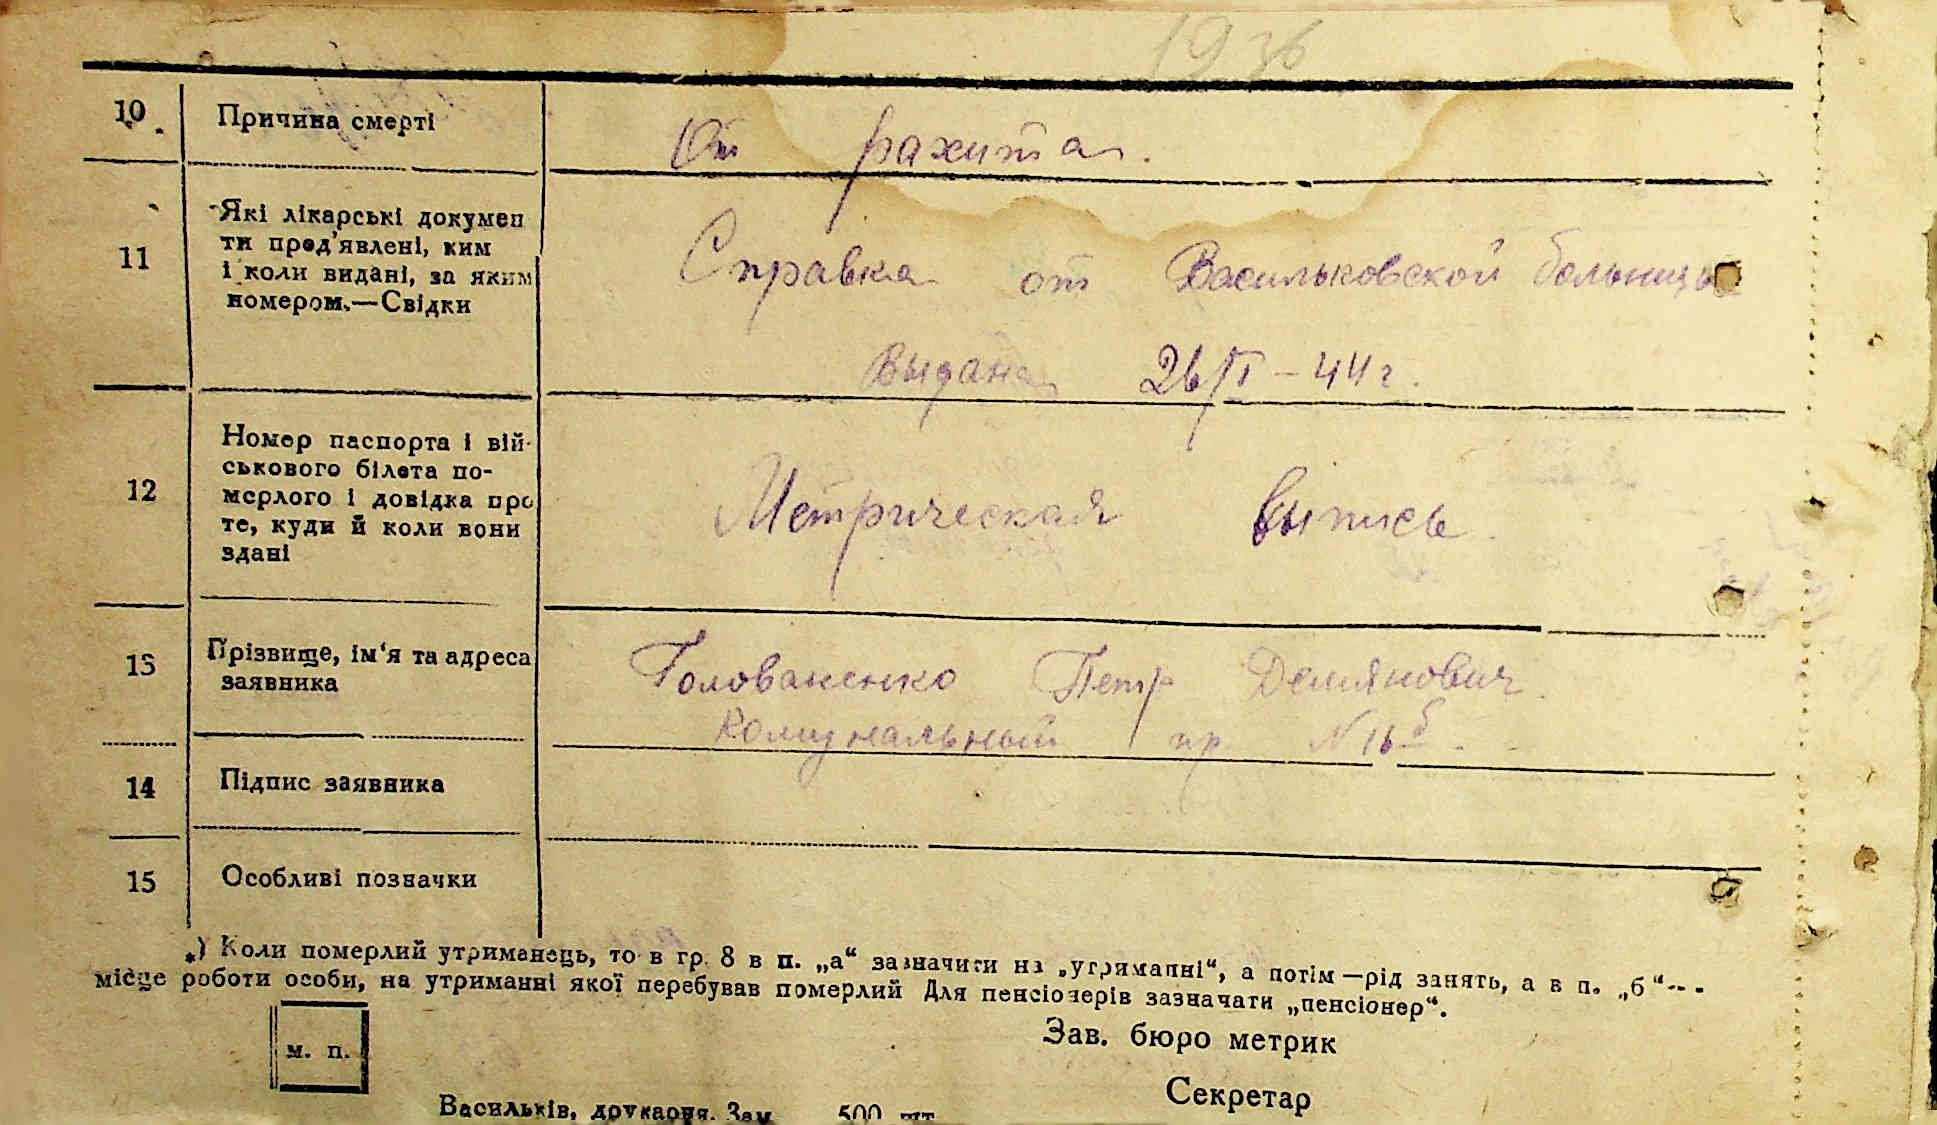 1936
10 Причина смерті От рахита.
11 Які лікарські докумен
ти пред'явлені, ким
і коли видані, за яким
номером.—Свідки
Справка от Васильковской больницы
Выдана 26/I – 44 г.
12 Номер паспорта і вій-
ськового білета по-
мерлого і довідка про
те, куди й коли вони
здані
Метрическая выпись
13 Прізвище, ім‘я та адреса
заявника
Голованенко Петр Демянович
Комунальный пр N 16 б
14 Підпис заявника
15 Особливі позначки
*) Коли померлий утриманець, то в гр. 8 в п. „а“ зазначити на „утриманні“, а потім—рід занять, а в п. „б“---
місце роботи особи, на утриманні якої перебував померлий Для пенсіонерів зазначати „пенсіонер“.
Зав. бюро метрик
м. п.
Секретар
Васильків, друкарня. Зам. 500 шт.